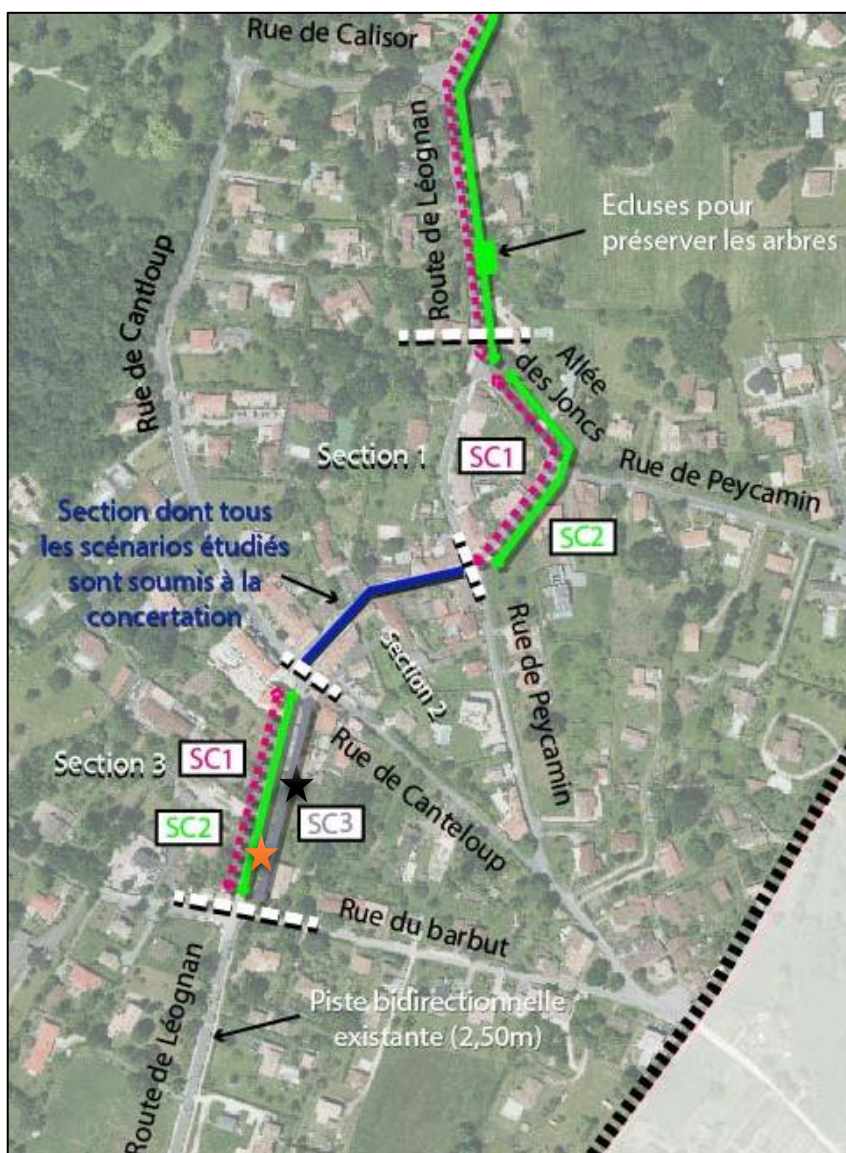 Rue de Calisor
Route de Léognan
Ecluses pour
préserver les arbres
Rue de Cantloup
Allée
des Joncs
Section 1
SC1
Rue de Peycamin
Section dont tous
les scénarios étudiés
sont soumis à la
concertation
SC2
Rue de Peycamin
Section 2
Section 3
SC1
Rue de Canteloup
SC2
SC3
Rue du barbut
Route de Léognan
Piste bidirectionnelle
existante (2,50m)